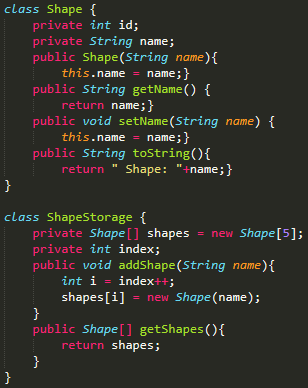 class Shape {
    private int id;
    private String name;
    public Shape(String name){
        this.name = name;}
    public String getName() {
        return name;}
    public void setName(String name) {
        this.name = name;}
    public String toString(){
        return " Shape: "+name;}
}

class ShapeStorage {
    private Shape[] shapes = new Shape[5];
    private int index;
    public void addShape(String name){
        int i = index++;
        shapes[i] = new Shape(name);
    }
    public Shape[] getShapes(){
        return shapes;
    }
}